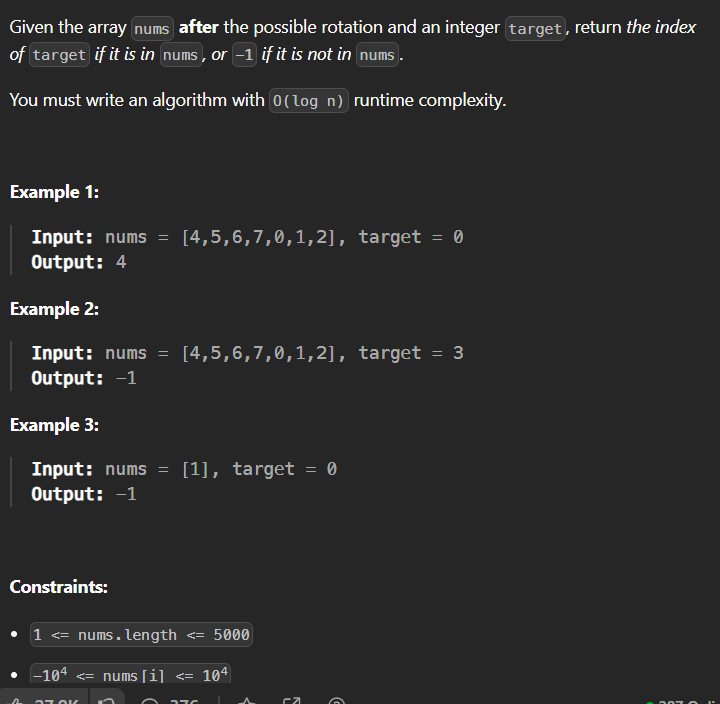 Given the array nums after the possible rotation and an integer target, return the index
of target if it is in nums, or -1 if it is not in nums.
You must write an algorithm with O(log n) runtime complexity.
Example 1:
Input: nums = [4,5,6,7,0,1,2], target = 0
Output: 4
Example 2:
Input: nums = [4,5,6,7,0,1,2], target = 3
Output: -1
Example 3:
Input: nums = [1], target = 0
Output: -1
Constraints:
• 1 <= nums.length <= 5000
• -10⁴ <= nums[i] <= 10⁴